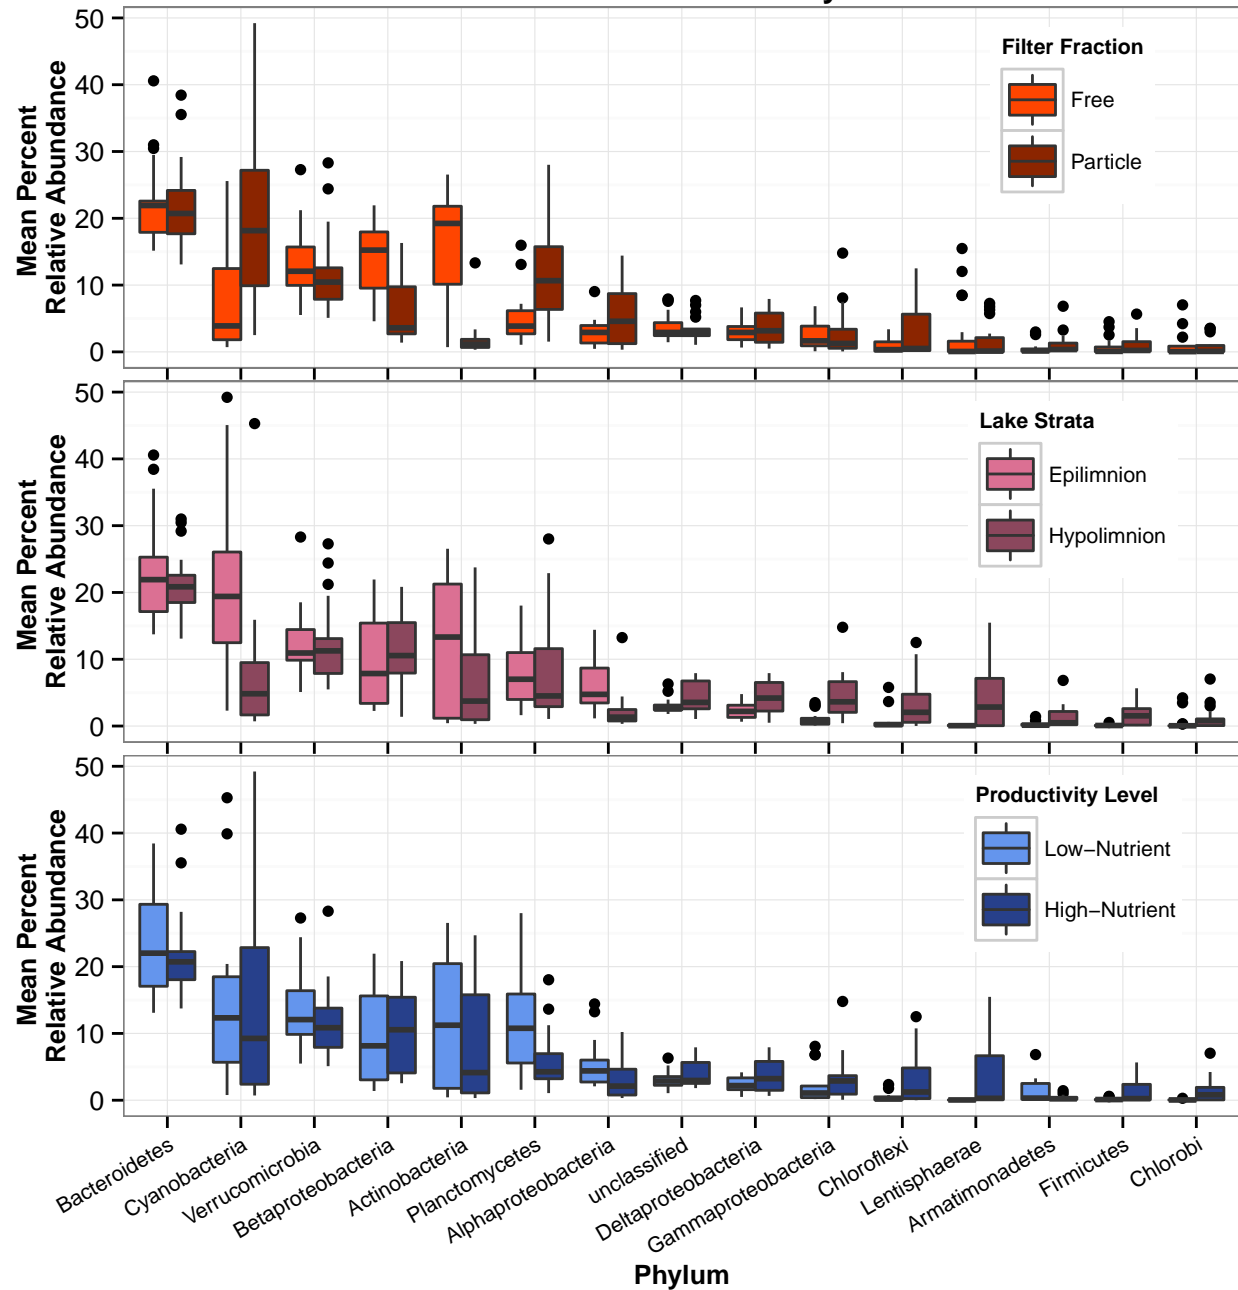 50
40
30
20
10
0
Mean Percent
Relative Abundance
Filter Fraction
Free
Particle
50
40
30
20
10
0
Mean Percent
Relative Abundance
Lake Strata
Epilimnion
Hypolimnion
50
40
30
20
10
0
Mean Percent
Relative Abundance
Productivity Level
Low−Nutrient
High−Nutrient
Bacteroidetes
Cyanobacteria
Verrucomicrobia
Betaproteobacteria
Actinobacteria
Planctomycetes
Alphaproteobacteria
unclassified
Deltaproteobacteria
Gammaproteobacteria
Chloroflexi
Lentisphaerae
Armatimonadetes
Firmicutes
Chlorobi
Phylum